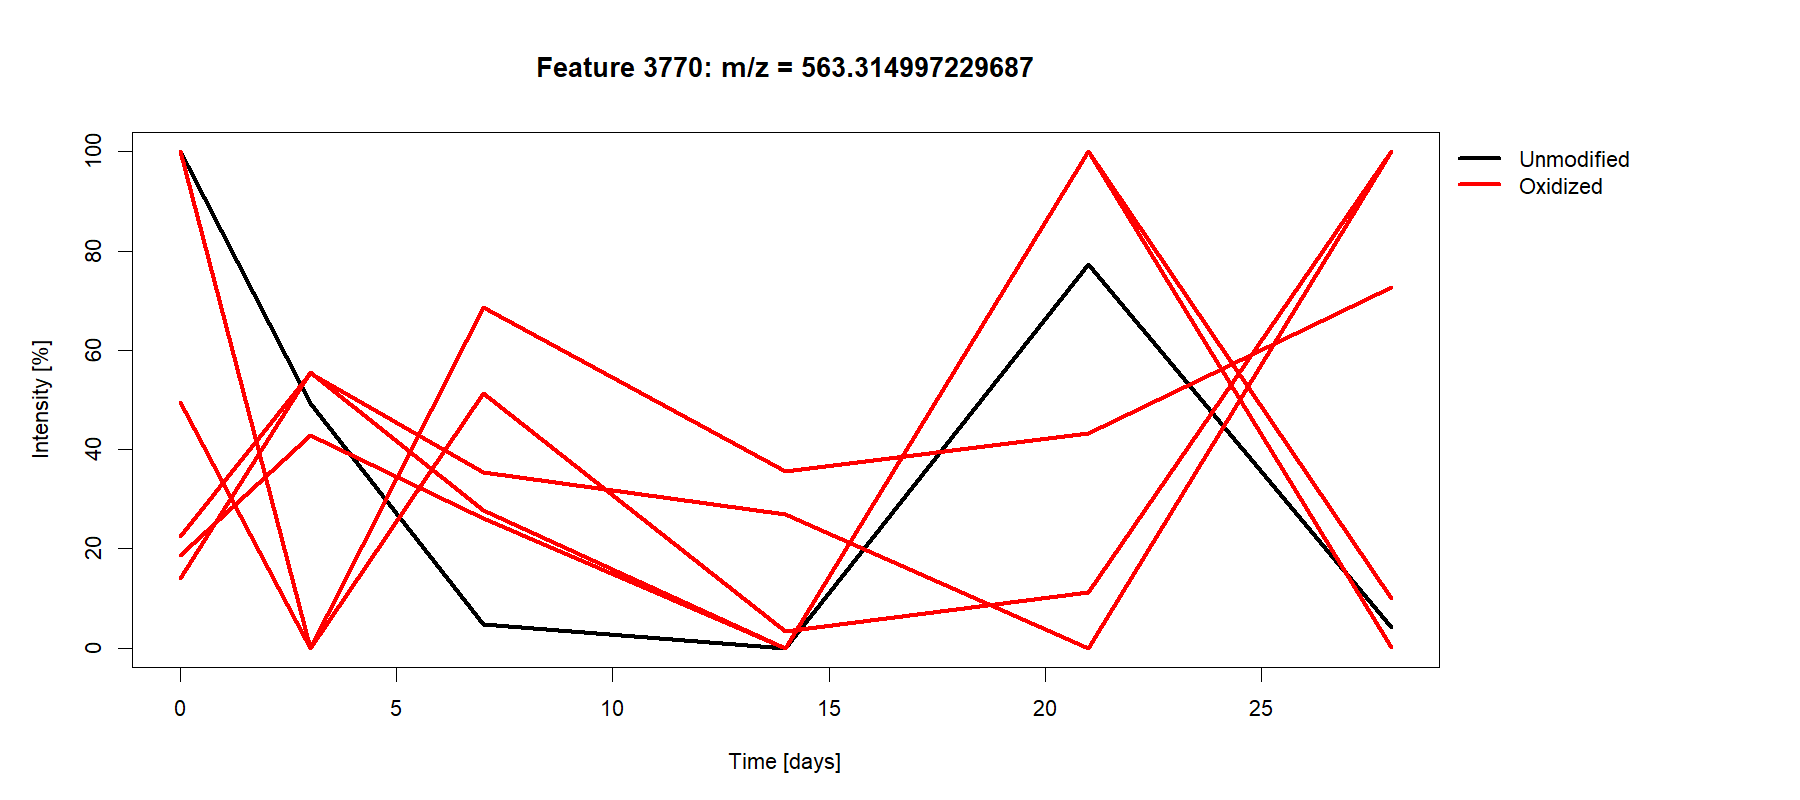 Feature 3770: m/z = 563.314997229687
100
80
60
40
20
0
Intensity [%]
0 5 10 15 20 25
Time [days]
Unmodified
Oxidized